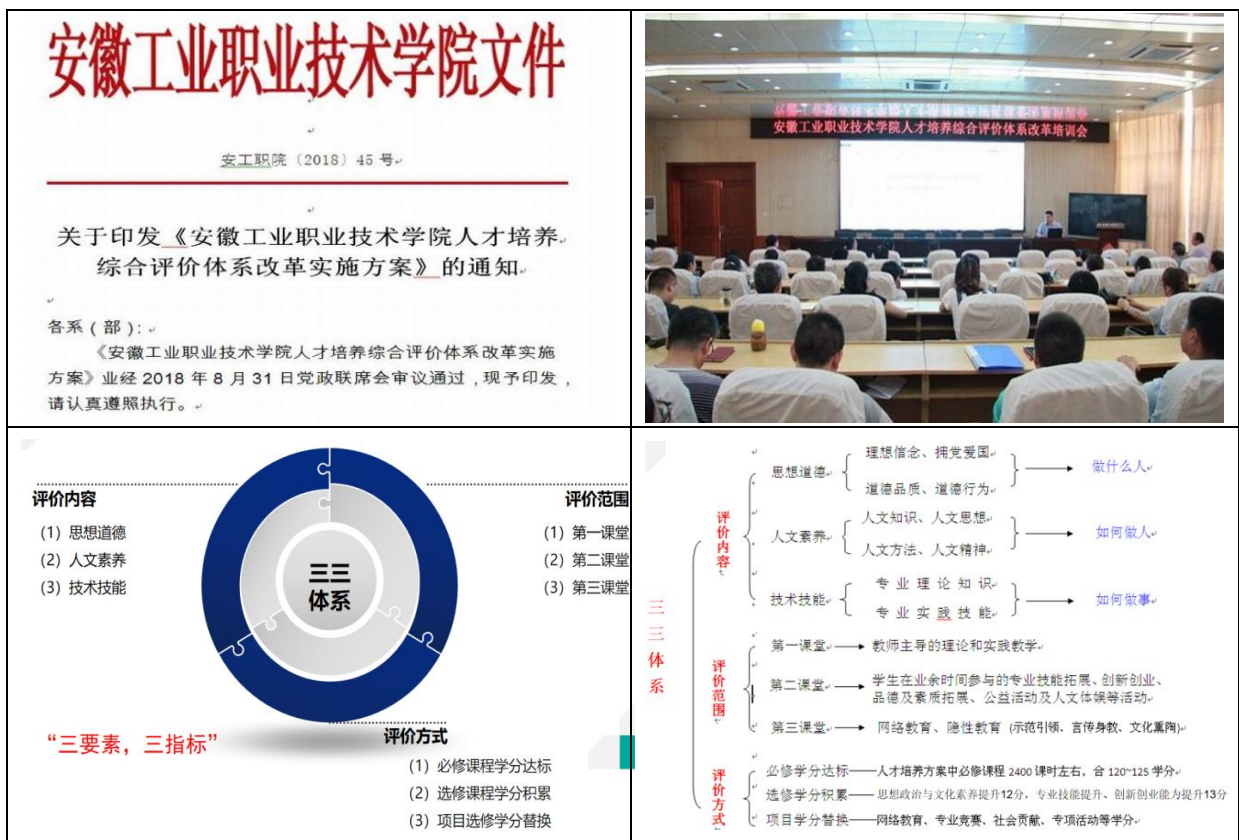 安徽工业职业技术学院文件
安工职院〔2018〕45 号
关于印发《安徽工业职业技术学院人才培养
综合评价体系改革实施方案》的通知
各系（部）：
《安徽工业职业技术学院人才培养综合评价体系改革实施
方案》业经 2018 年 8 月 31 日党政联席会审议通过，现予印发，
请认真遵照执行。
安徽工业职业技术学院人才培养综合评价体系改革培训会
评价内容
(1) 思想道德
(2) 人文素养
(3) 技术技能
三三
体系
评价范围
(1) 第一课堂
(2) 第二课堂
(3) 第三课堂
“三要素，三指标”
评价方式
(1) 必修课程学分达标
(2) 选修课程学分积累
(3) 项目选修学分替换
三三体系
评价内容
思想道德
理想信念、拥党爱国
道德品质、道德行为
做什么人
人文素养
人文知识、人文思想
人文方法、人文精神
如何做人
技术技能
专业理论知识
专业实践技能
如何做事
评价范围
第一课堂
教师主导的理论和实践教学
第二课堂
学生在业余时间参与的专业技能拓展、创新创业、
品德及素质拓展、公益活动及人文体娱等活动
第三课堂
网络教育、隐性教育 (示范引领、言传身教、文化熏陶)
评价方式
必修学分达标——人才培养方案中必修课程 2400 课时左右，合 120~125 学分
选修学分积累——思想政治与文化素养提升12分，专业技能提升、创新创业能力提升13分
项目学分替换——网络教育、专业竞赛、社会贡献、专项活动等学分